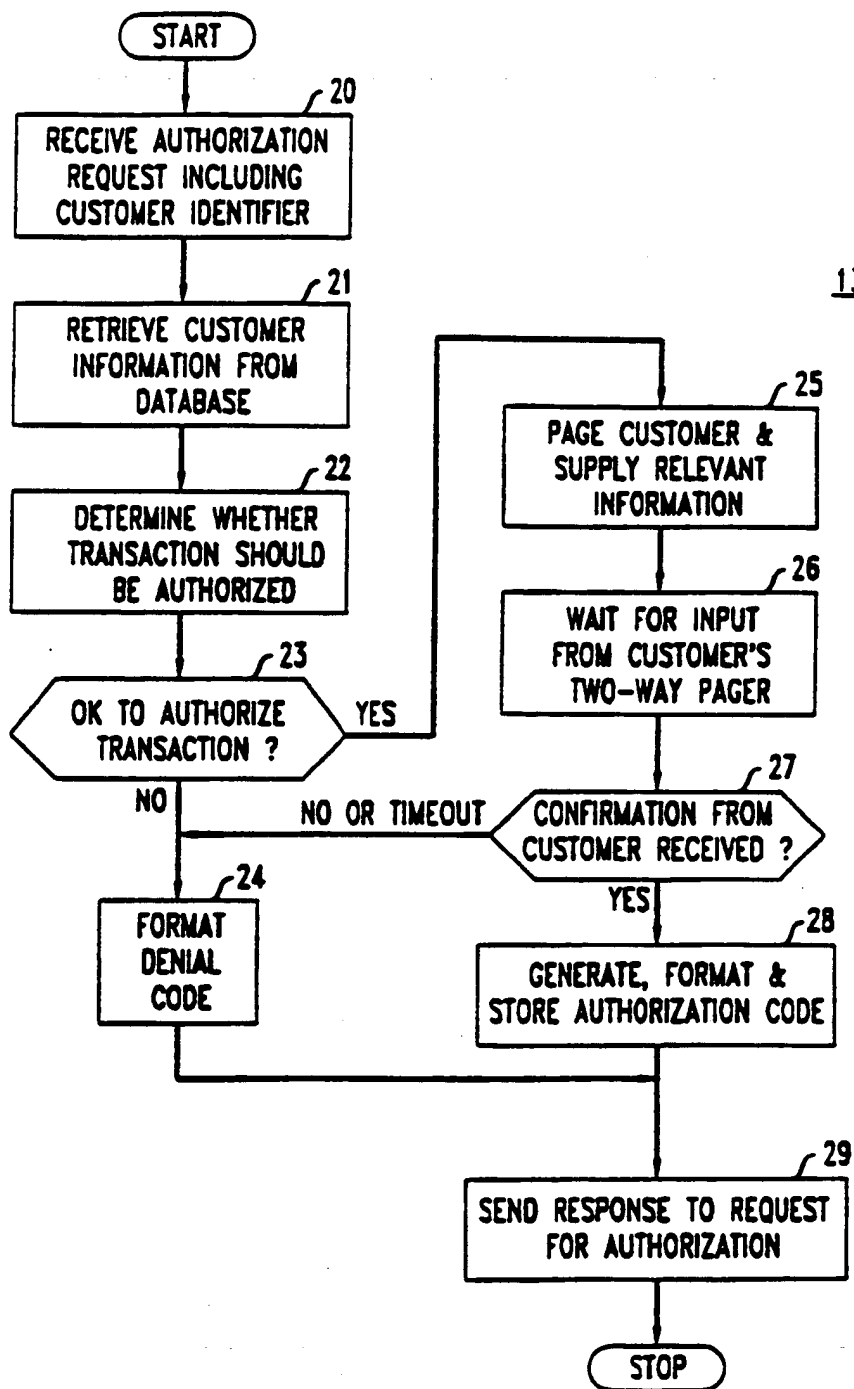 START
20
RECEIVE AUTHORIZATION
REQUEST INCLUDING
CUSTOMER IDENTIFIER
21
RETRIEVE CUSTOMER
INFORMATION FROM
DATABASE
22
DETERMINE WHETHER
TRANSACTION SHOULD
BE AUTHORIZED
23
OK TO AUTHORIZE
TRANSACTION ?
YES
NO
24
FORMAT
DENIAL
CODE
25
PAGE CUSTOMER &
SUPPLY RELEVANT
INFORMATION
26
WAIT FOR INPUT
FROM CUSTOMER'S
TWO-WAY PAGER
27
CONFIRMATION FROM
CUSTOMER RECEIVED ?
NO OR TIMEOUT
YES
28
GENERATE, FORMAT &
STORE AUTHORIZATION CODE
29
SEND RESPONSE TO REQUEST
FOR AUTHORIZATION
STOP